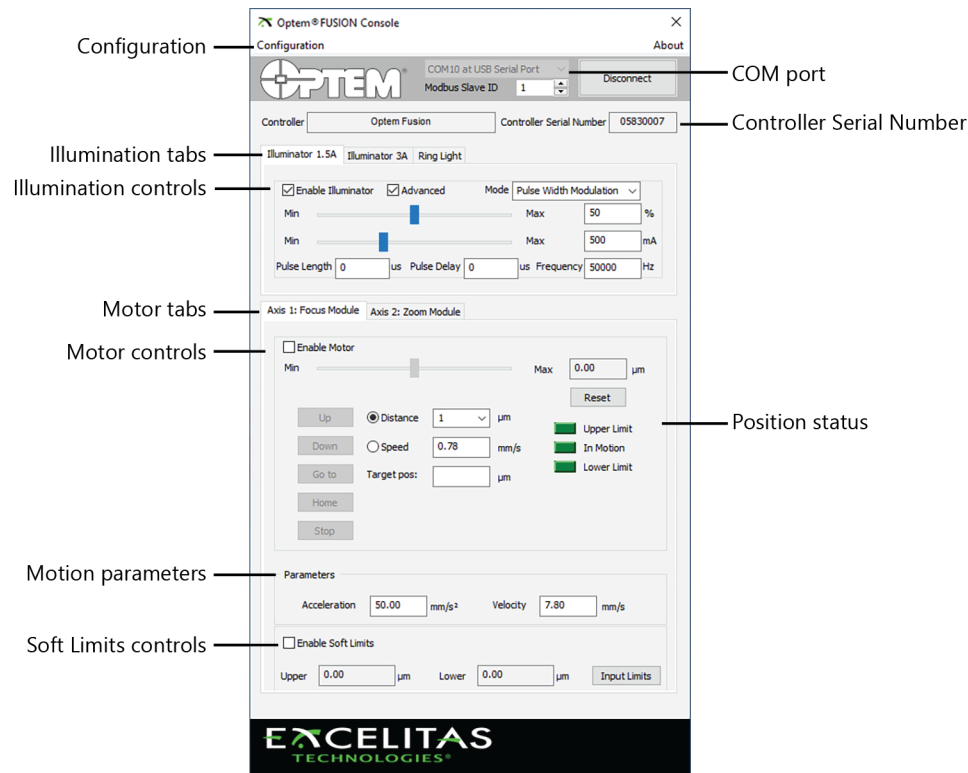 Optem®FUSION Console
Configuration
Configuration About
OPTEM®
COM10 at USB Serial Port
COM port
Modbus Slave ID 1
Disconnect
Controller Optem Fusion Controller Serial Number 05830007
Controller Serial Number
Illumination tabs
Illuminator 1.5A Illuminator 3A Ring Light
Illumination controls
Enable Illuminator Advanced Mode Pulse Width Modulation
Min Max 50 %
Min Max 500 mA
Pulse Length 0 us Pulse Delay 0 us Frequency 50000 Hz
Motor tabs
Axis 1: Focus Module Axis 2: Zoom Module
Motor controls
Enable Motor
Min Max 0.00 µm
Reset
Up Distance 1 µm
Upper Limit
Position status
Down Speed 0.78 mm/s
In Motion
Go to Target pos: µm
Lower Limit
Home
Stop
Motion parameters
Parameters
Acceleration 50.00 mm/s² Velocity 7.80 mm/s
Soft Limits controls
Enable Soft Limits
Upper 0.00 µm Lower 0.00 µm Input Limits
EXCELITAS
TECHNOLOGIES®